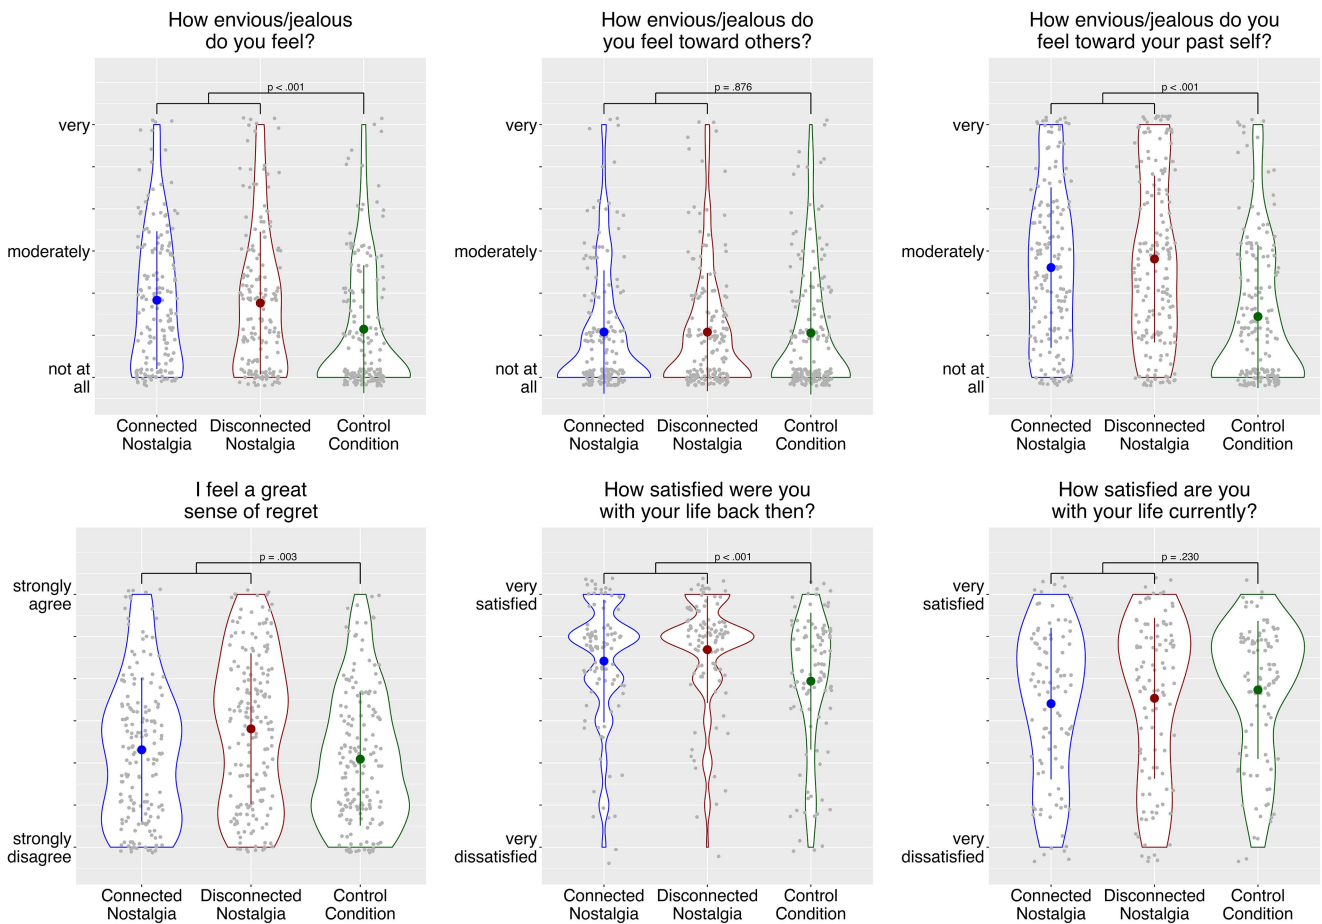 How envious/jealous
do you feel?
p < .001
very
moderately
not at
all
Connected
Nostalgia
Disconnected
Nostalgia
Control
Condition
How envious/jealous do
you feel toward others?
p = .876
very
moderately
not at
all
Connected
Nostalgia
Disconnected
Nostalgia
Control
Condition
How envious/jealous do you
feel toward your past self?
p < .001
very
moderately
not at
all
Connected
Nostalgia
Disconnected
Nostalgia
Control
Condition
I feel a great
sense of regret
p = .003
strongly
agree
strongly
disagree
Connected
Nostalgia
Disconnected
Nostalgia
Control
Condition
How satisfied were you
with your life back then?
p < .001
very
satisfied
very
dissatisfied
Connected
Nostalgia
Disconnected
Nostalgia
Control
Condition
How satisfied are you
with your life currently?
p = .230
very
satisfied
very
dissatisfied
Connected
Nostalgia
Disconnected
Nostalgia
Control
Condition